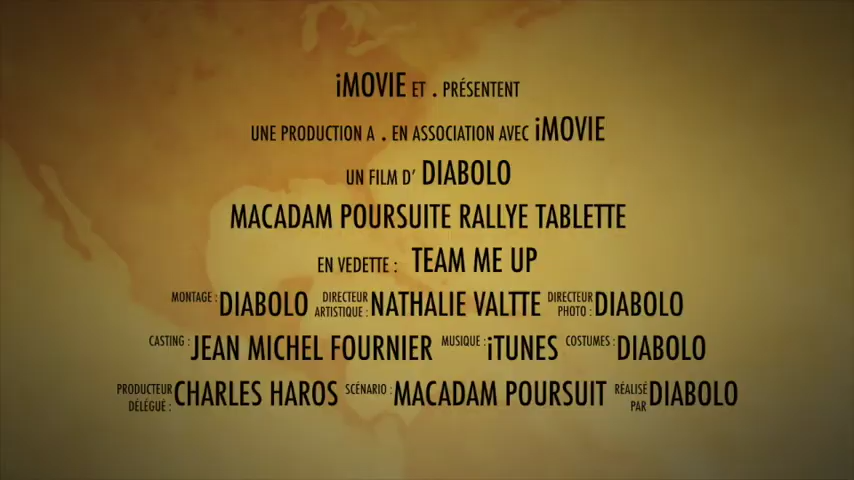 iMOVIE ET . PRÉSENTENT
UNE PRODUCTION A . EN ASSOCIATION AVEC iMOVIE
UN FILM D’ DIABOLO
MACADAM POURSUITE RALLYE TABLETTE
EN VEDETTE : TEAM ME UP
MONTAGE : DIABOLO DIRECTEUR ARTISTIQUE : NATHALIE VALTTE DIRECTEUR PHOTO : DIABOLO
CASTING : JEAN MICHEL FOURNIER MUSIQUE : iTUNES COSTUMES : DIABOLO
PRODUCTEUR DÉLÉGUÉ : CHARLES HAROS SCÉNARIO : MACADAM POURSUIT RÉALISÉ PAR DIABOLO